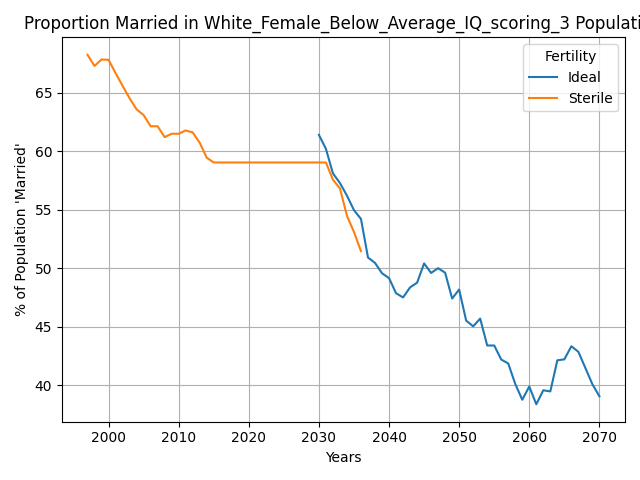 Proportion Married in White_Female_Below_Average_IQ_scoring_3 Populati
Fertility
Ideal
Sterile
% of Population 'Married'
65
60
55
50
45
40
2000 2010 2020 2030 2040 2050 2060 2070
Years